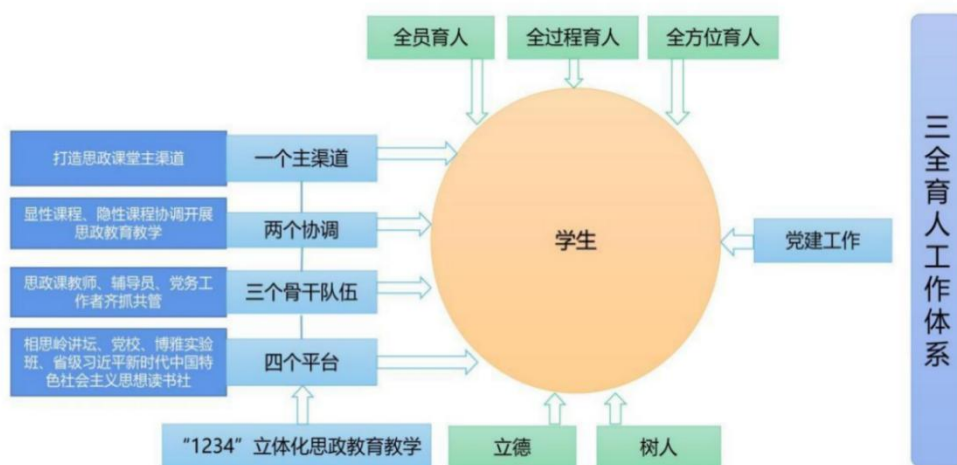 全员育人
全过程育人
全方位育人
打造思政课堂主渠道
一个主渠道
显性课程、隐性课程协调开展
思政教育教学
两个协调
学生
党建工作
思政课教师、辅导员、党务工
作者齐抓共管
三个骨干队伍
相思岭讲坛、党校、博雅实验
班、省级习近平新时代中国特
色社会主义思想读书社
四个平台
“1234”立体化思政教育教学
立德
树人
三全育人工作体系